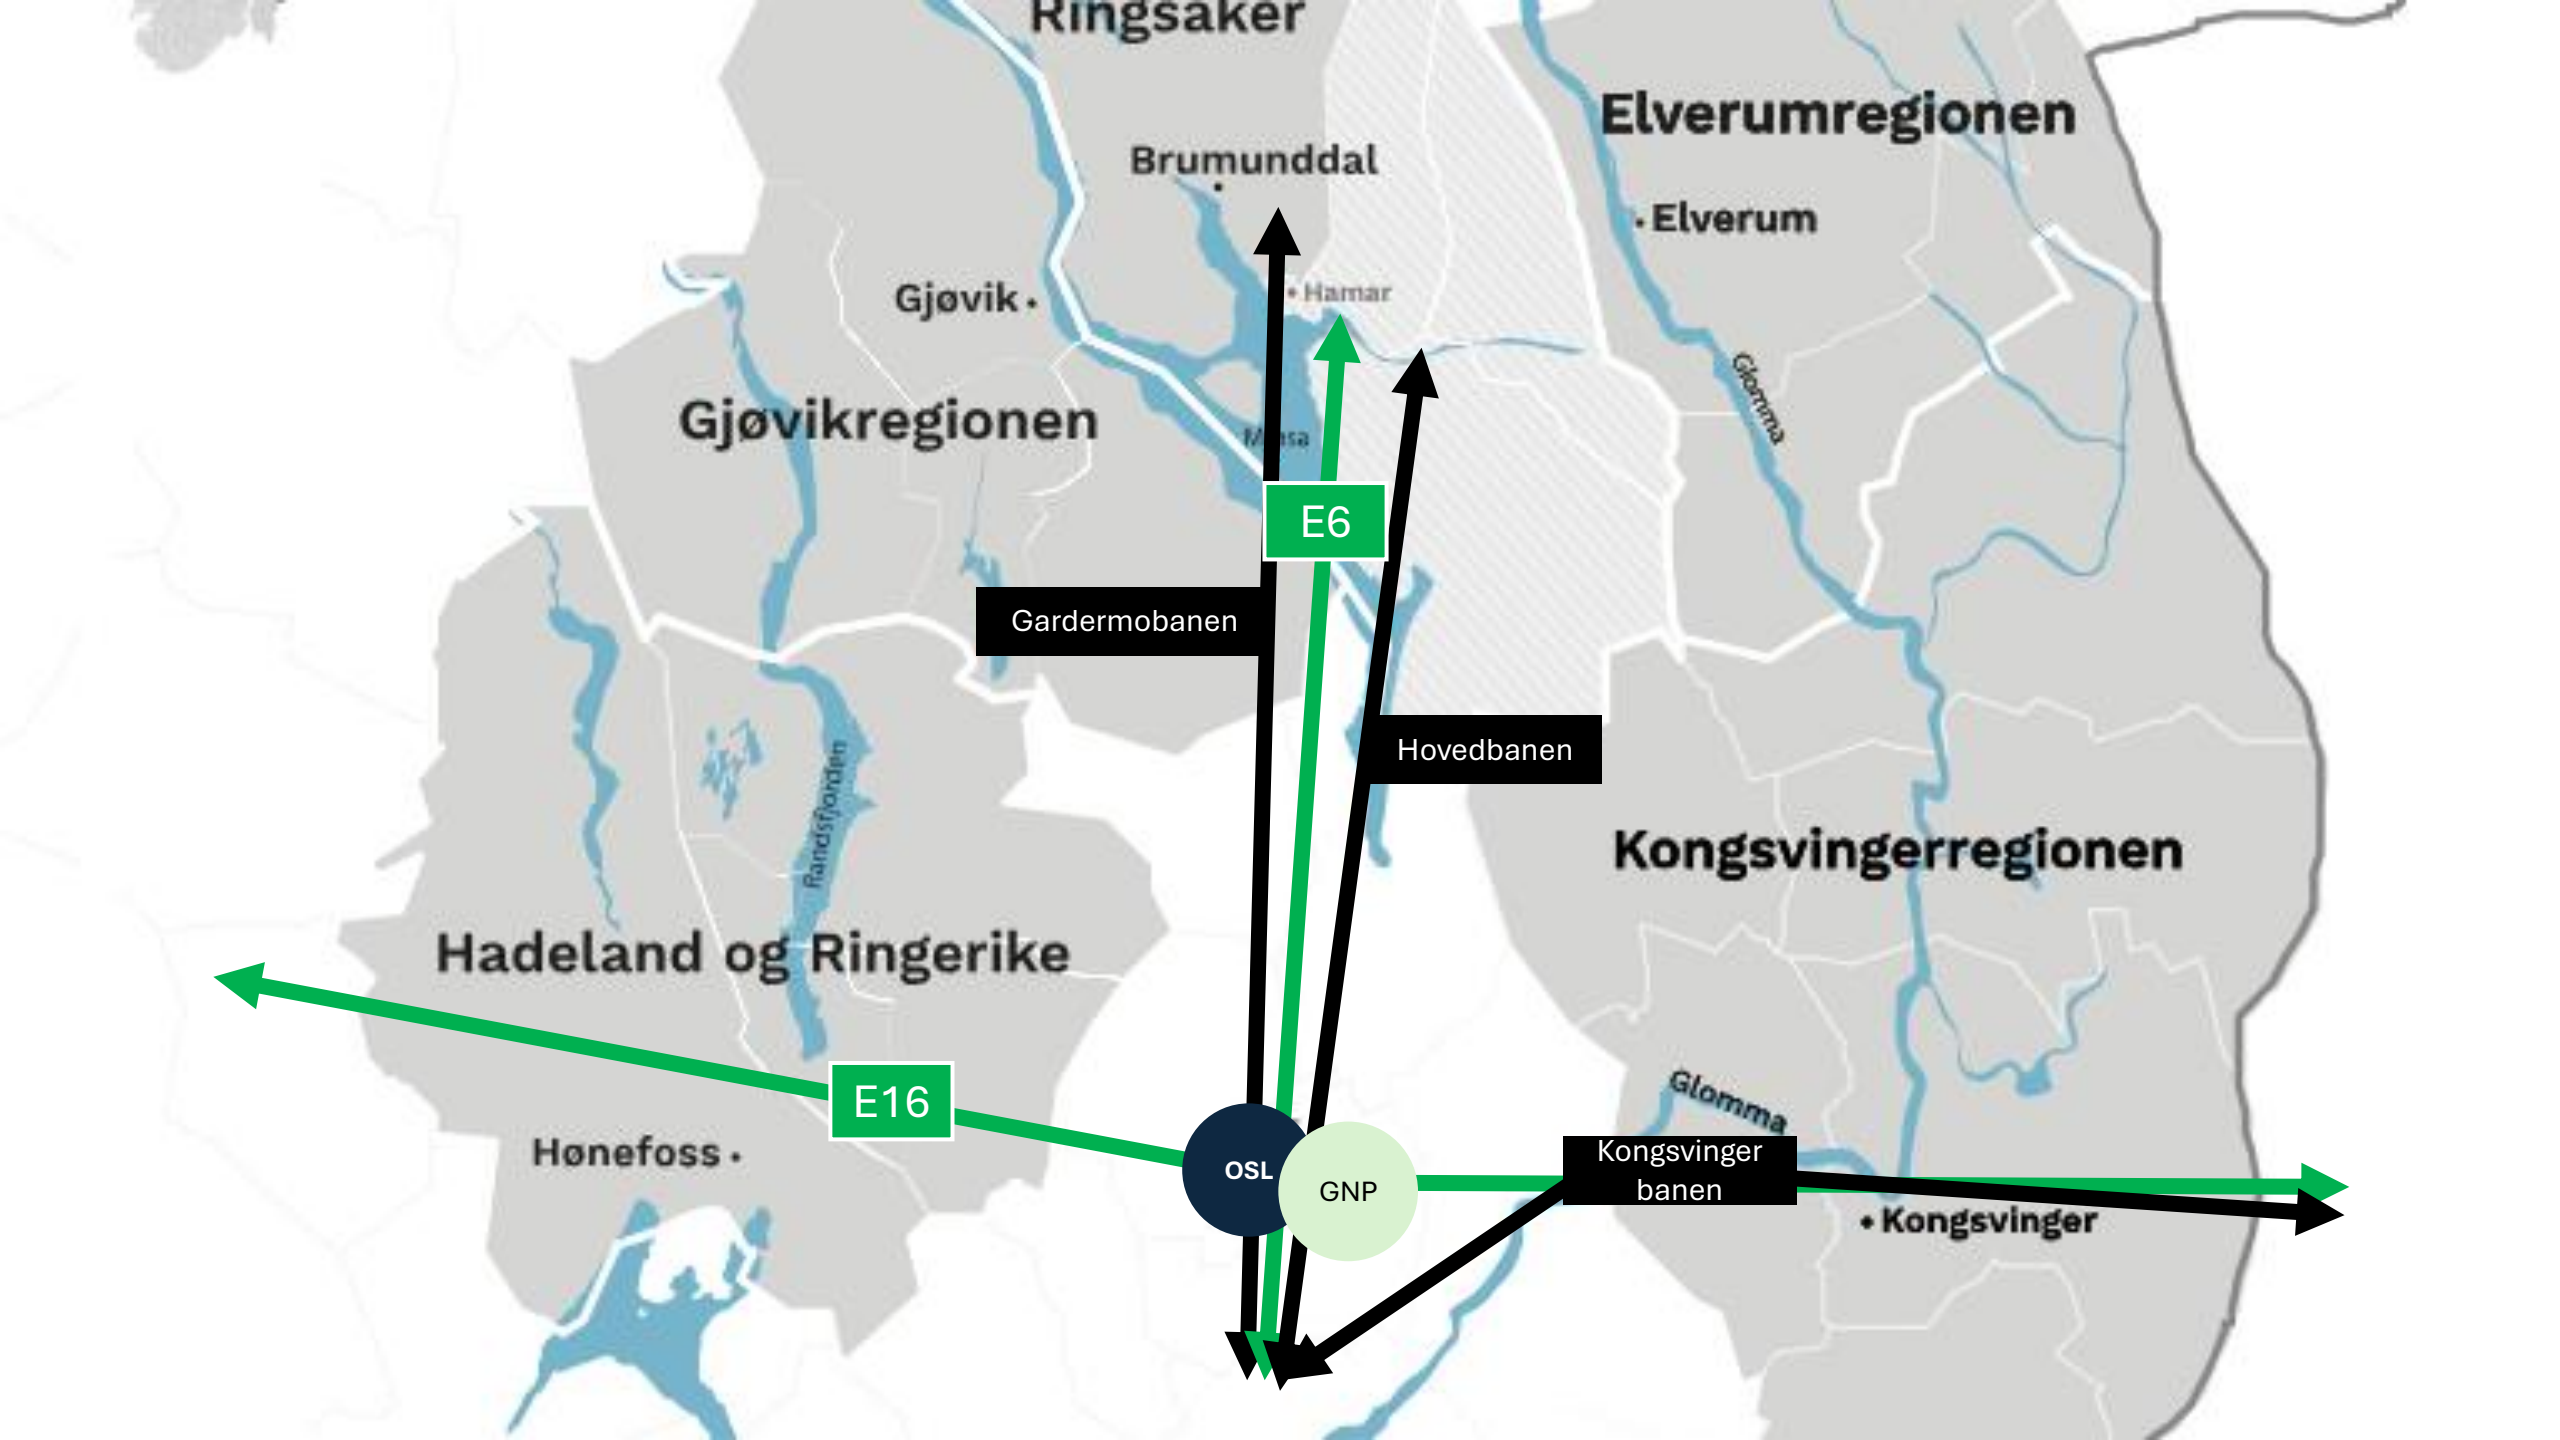 Ringsaker
Elverumregionen
Brumunddal
Elverum
Gjøvik
Hamar
Glomma
Gjøvikregionen
E6
Gardermobanen
Hovedbanen
Randsfjorden
Kongsvingerregionen
Hadeland og Ringerike
Glomma
E16
Hønefoss
OSL
GNP
Kongsvinger
banen
Kongsvinger